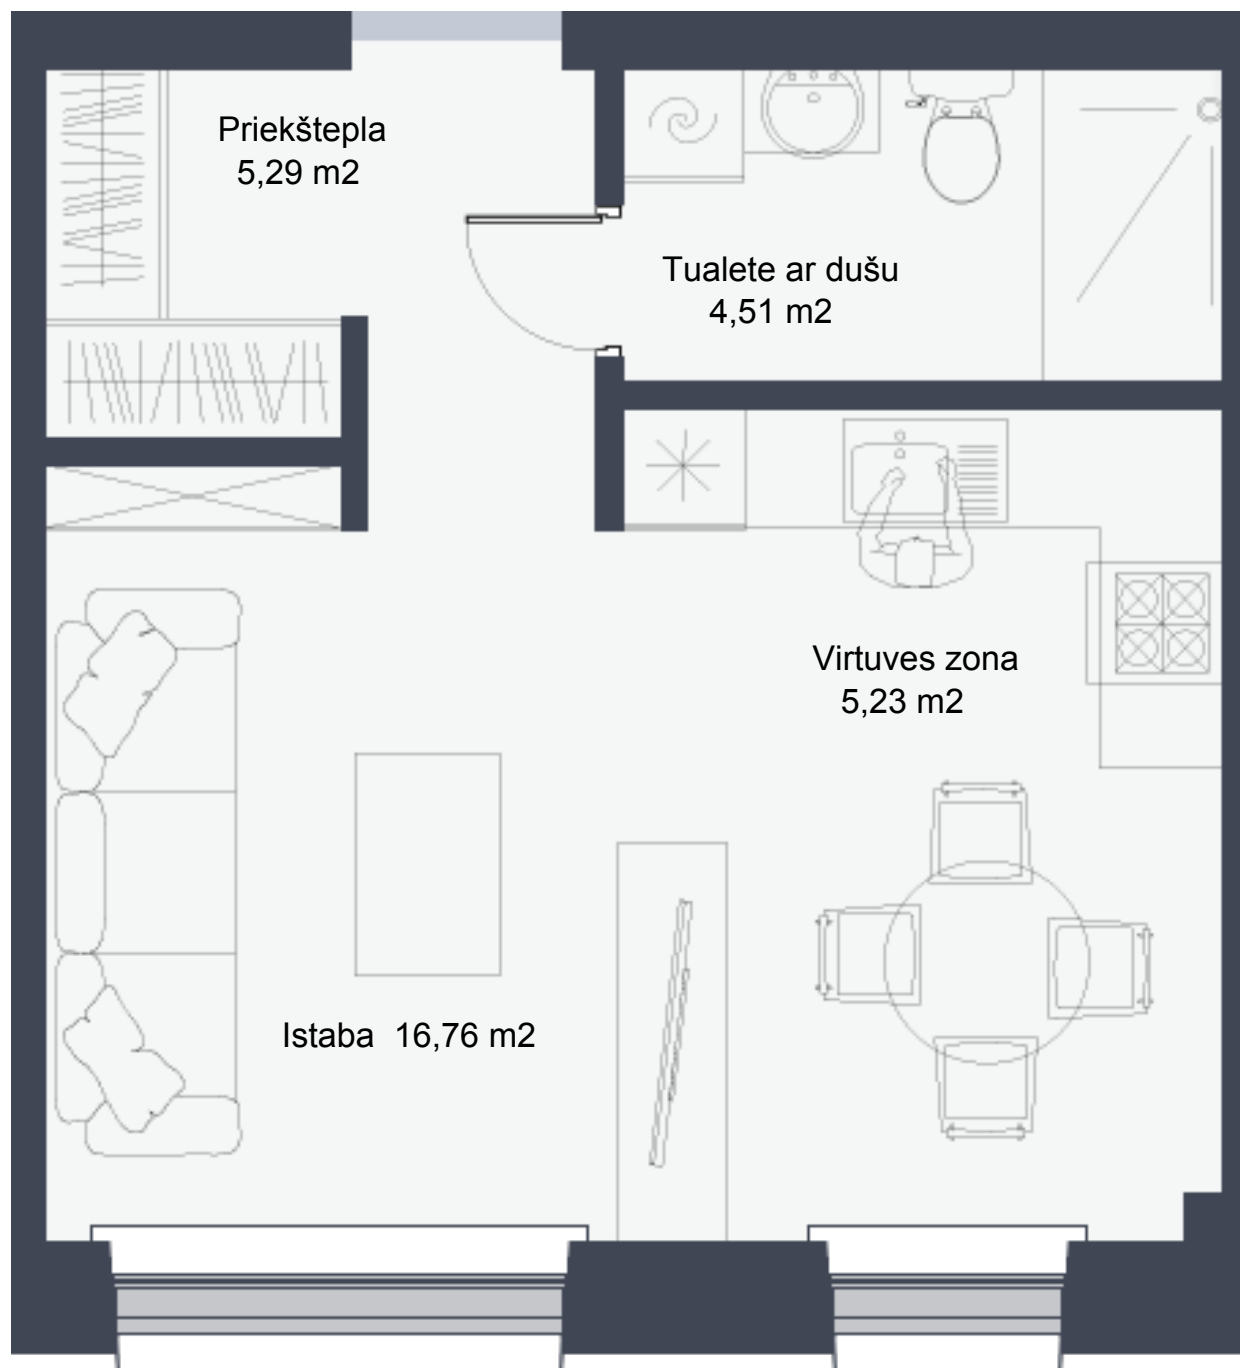 Priekštepla
5,29 m2
Tualete ar dušu
4,51 m2
Virtuves zona
5,23 m2
Istaba  16,76 m2